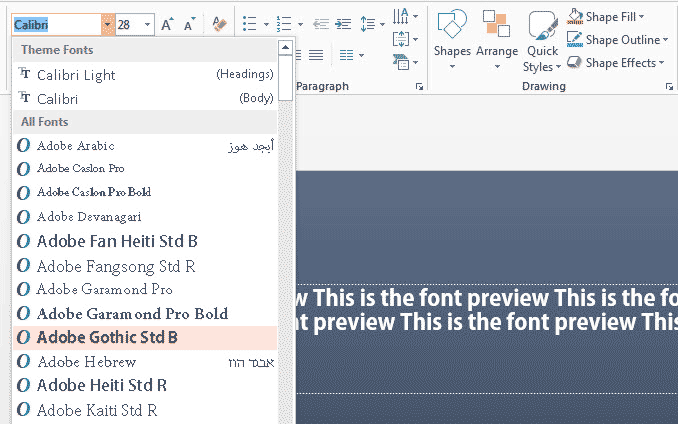 Calibri
28
A A
Shapes
Arrange
Quick Styles
Shape Fill
Shape Outline
Shape Effects
Paragraph
Drawing
Theme Fonts
Calibri Light (Headings)
Calibri (Body)
All Fonts
Adobe Arabic أبجد هوز
Adobe Caslon Pro
Adobe Caslon Pro Bold
Adobe Devanagari
Adobe Fan Heiti Std B
Adobe Fangsong Std R
Adobe Garamond Pro
Adobe Garamond Pro Bold
Adobe Gothic Std B
Adobe Hebrew אבגד הוז
Adobe Heiti Std R
Adobe Kaiti Std R
w This is the font preview This is the fo
nt preview This is the font preview This